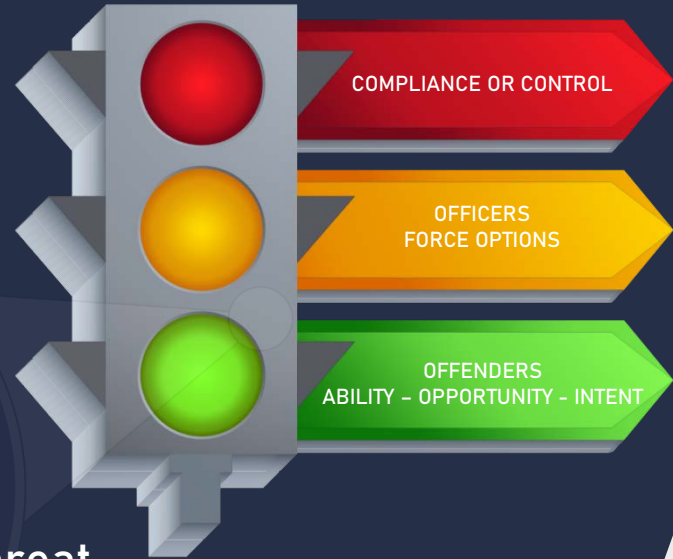 COMPLIANCE OR CONTROL
OFFICERS
FORCE OPTIONS
OFFENDERS
ABILITY – OPPORTUNITY - INTENT